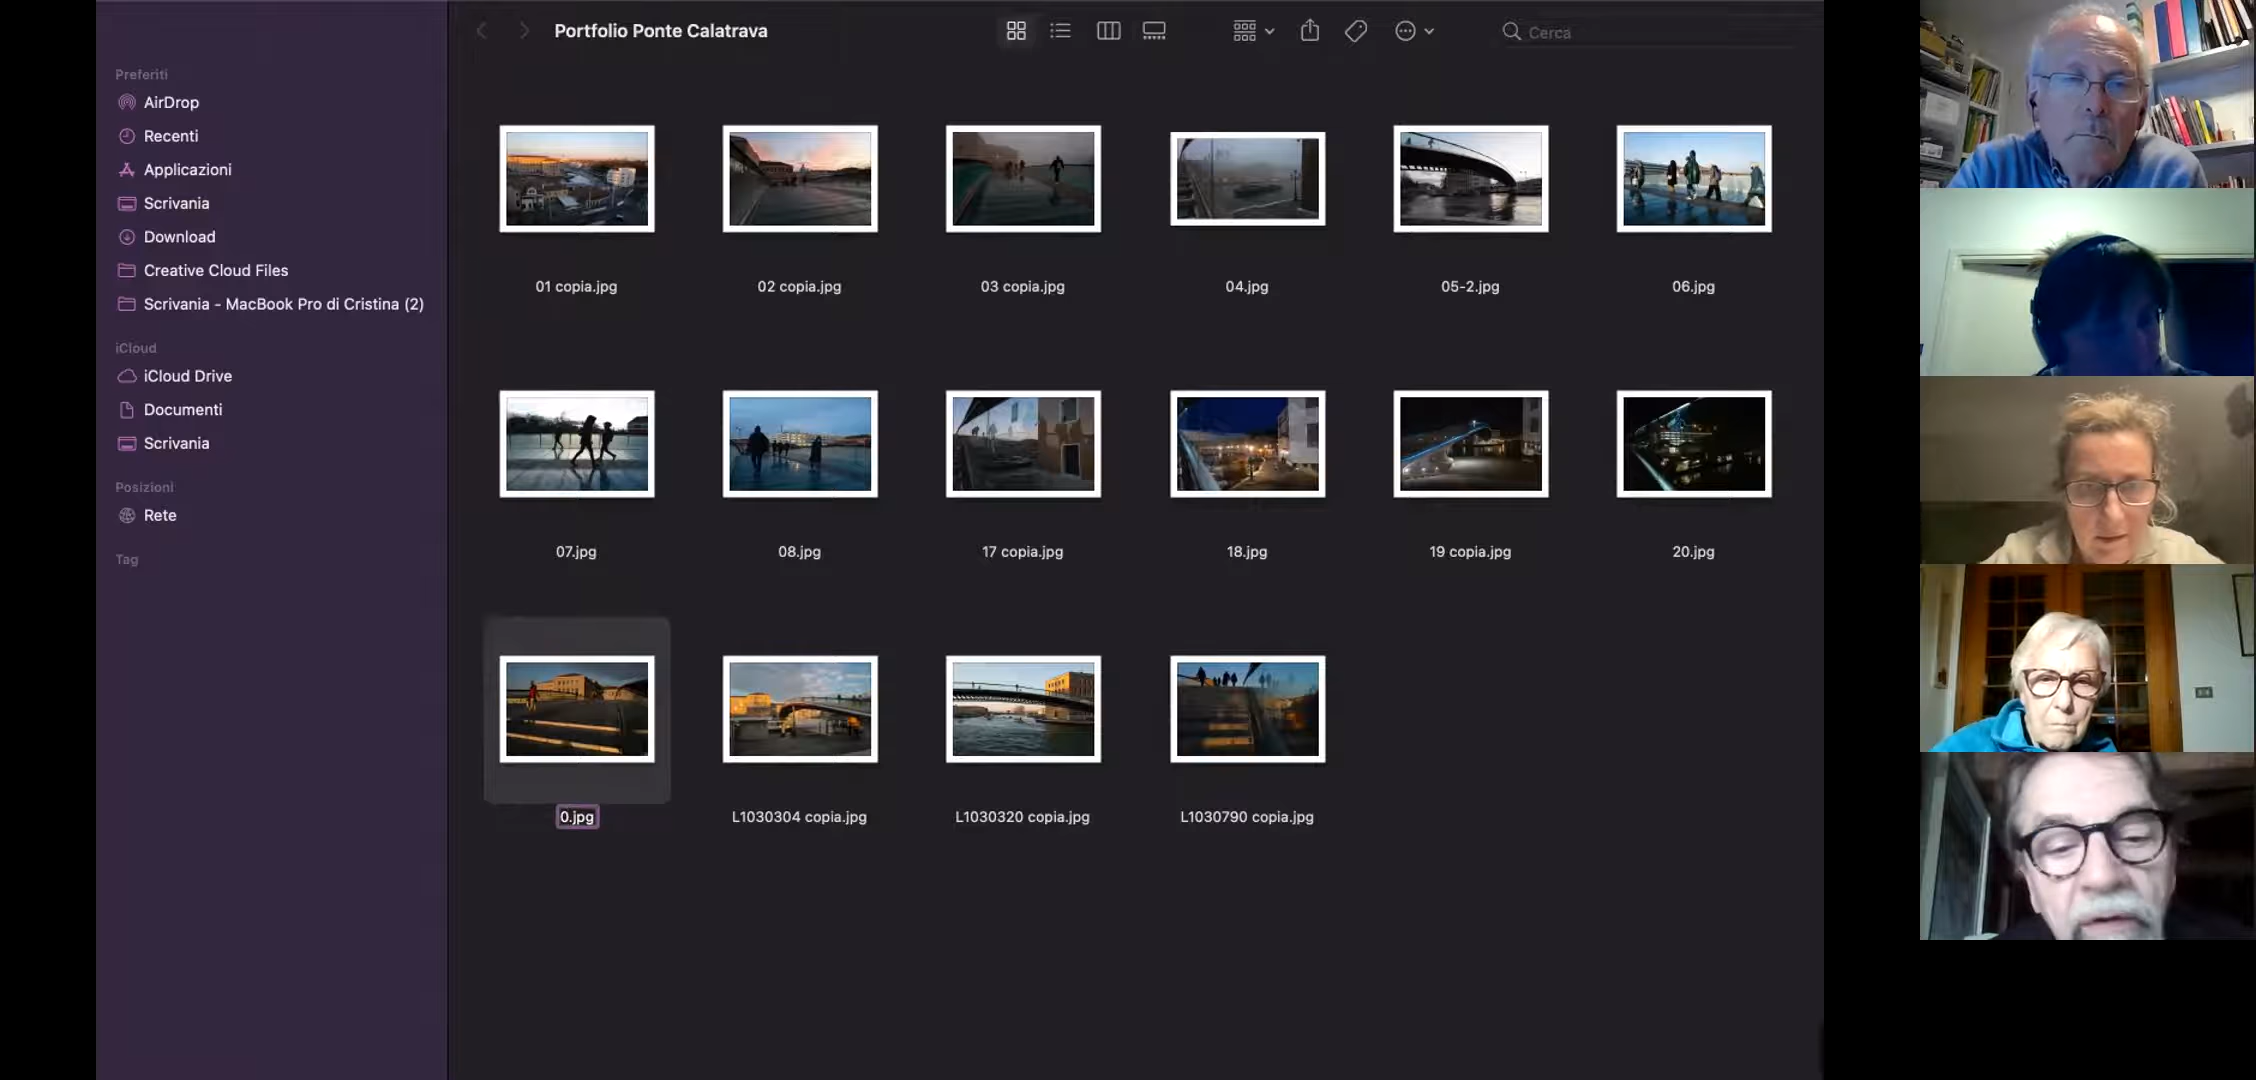 Portfolio Ponte Calatrava
Cerca
Preferiti
AirDrop
Recenti
Applicazioni
Scrivania
Download
Creative Cloud Files
Scrivania - MacBook Pro di Cristina (2)
iCloud
iCloud Drive
Documenti
Scrivania
Posizioni
Rete
Tag
01 copia.jpg
02 copia.jpg
03 copia.jpg
04.jpg
05-2.jpg
06.jpg
07.jpg
08.jpg
17 copia.jpg
18.jpg
19 copia.jpg
20.jpg
0.jpg
L1030304 copia.jpg
L1030320 copia.jpg
L1030790 copia.jpg